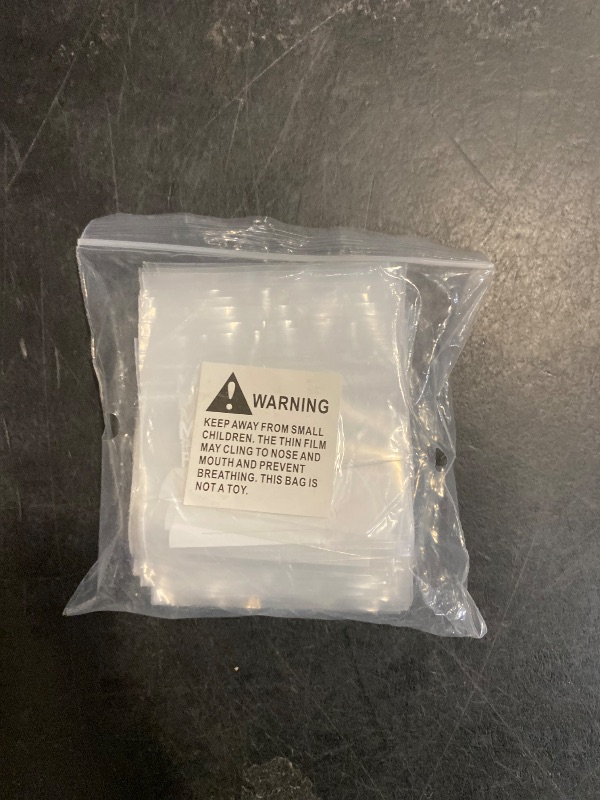 WARNING
KEEP AWAY FROM SMALL
CHILDREN. THE THIN FILM
MAY CLING TO NOSE AND
MOUTH AND PREVENT
BREATHING. THIS BAG IS
NOT A TOY.